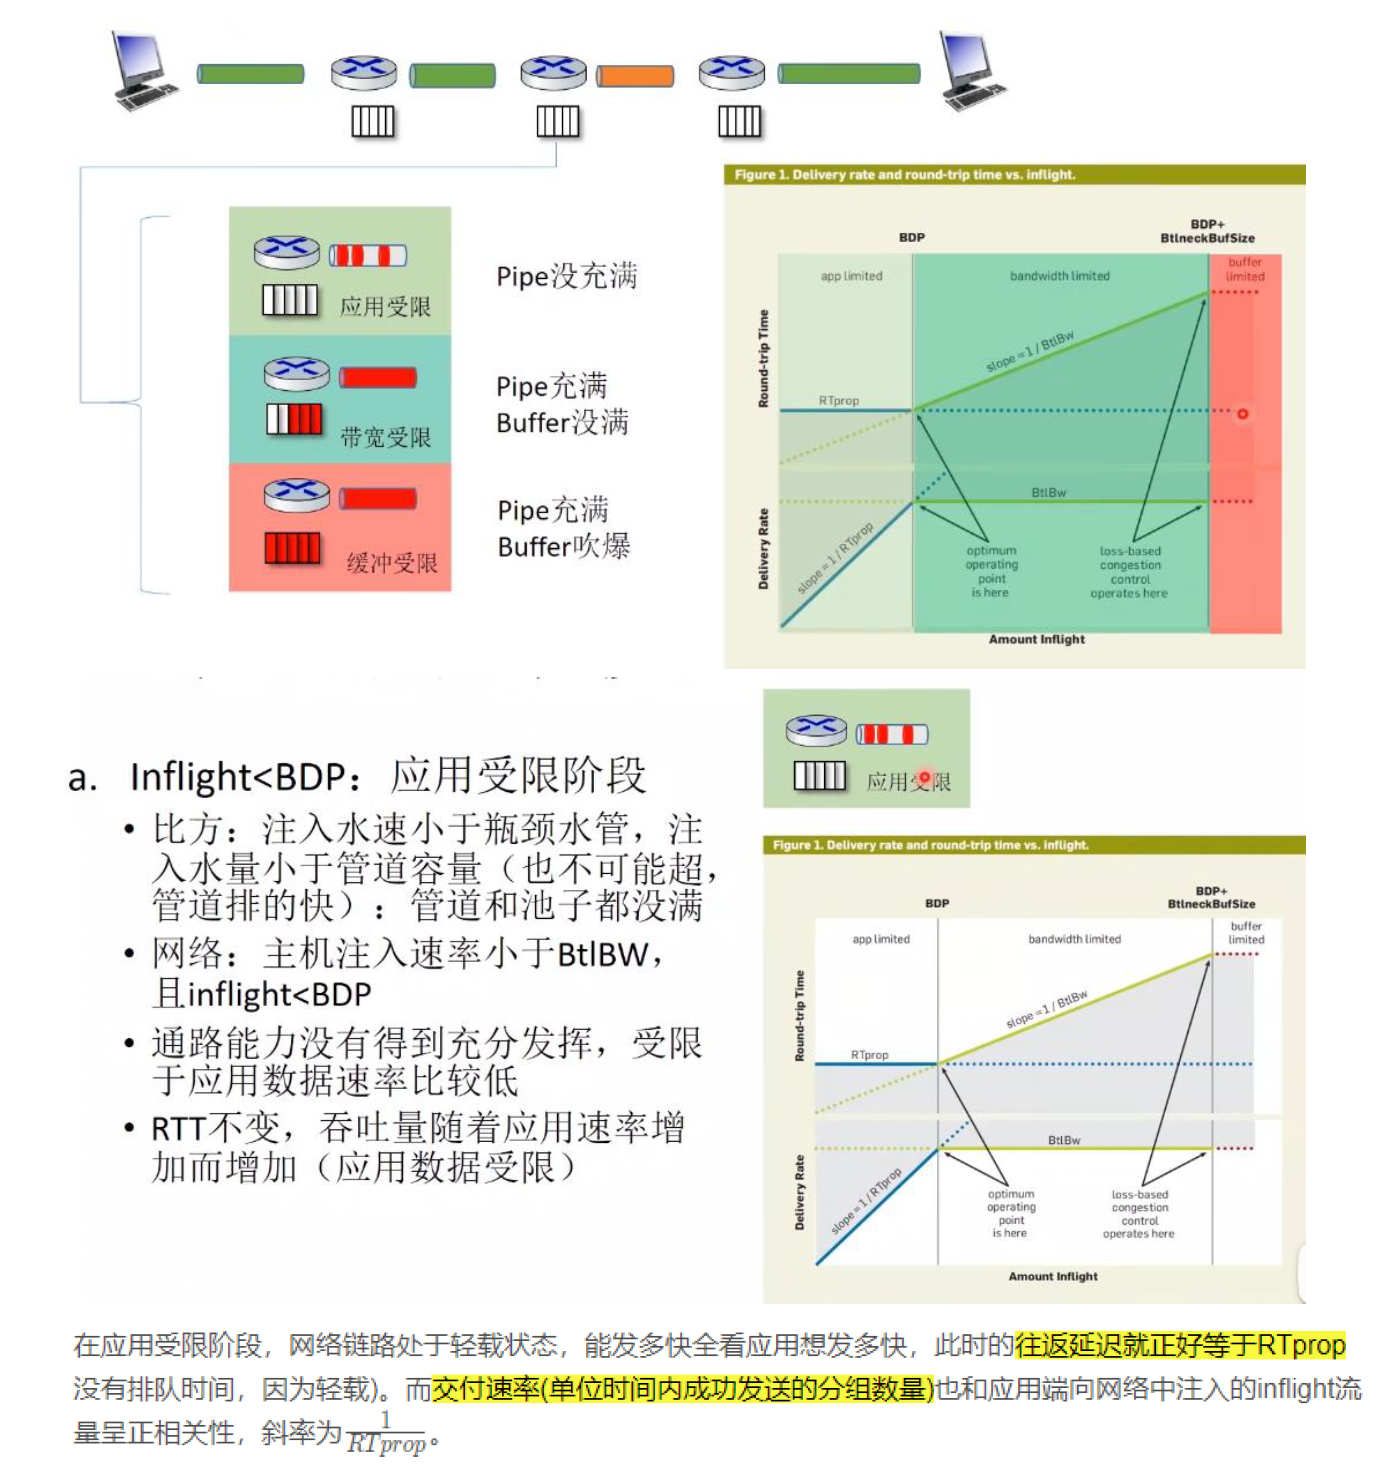 Figure 1. Delivery rate and round-trip time vs. inflight.
BDP
BDP+
BtlneckBufSize
app limited
bandwidth limited
buffer
limited
Round-trip Time
slope = 1 / BtlBw
RTprop
BtlBw
Delivery Rate
slope = 1 / RTprop
optimum
operating
point
is here
loss-based
congestion
control
operates here
Amount Inflight
应用受限
Pipe没充满
带宽受限
Pipe充满
Buffer没满
缓冲受限
Pipe充满
Buffer吹爆
a. Inflight<BDP：应用受限阶段
• 比方：注入水速小于瓶颈水管，注
入水量小于管道容量（也不可能超，
管道排的快）：管道和池子都没满
• 网络：主机注入速率小于BtlBW，
且inflight<BDP
• 通路能力没有得到充分发挥，受限
于应用数据速率比较低
• RTT不变，吞吐量随着应用速率增
加而增加（应用数据受限）
应用受限
Figure 1. Delivery rate and round-trip time vs. inflight.
BDP
BDP+
BtlneckBufSize
app limited
bandwidth limited
buffer
limited
Round-trip Time
slope = 1 / BtlBw
RTprop
BtlBw
Delivery Rate
slope = 1 / RTprop
optimum
operating
point
is here
loss-based
congestion
control
operates here
Amount Inflight
在应用受限阶段，网络链路处于轻载状态，能发多快全看应用想发多快，此时的往返延迟就正好等于RTprop
没有排队时间，因为轻载)。而交付速率(单位时间内成功发送的分组数量)也和应用端向网络中注入的inflight流
量呈正相关性，斜率为 1/RTprop。